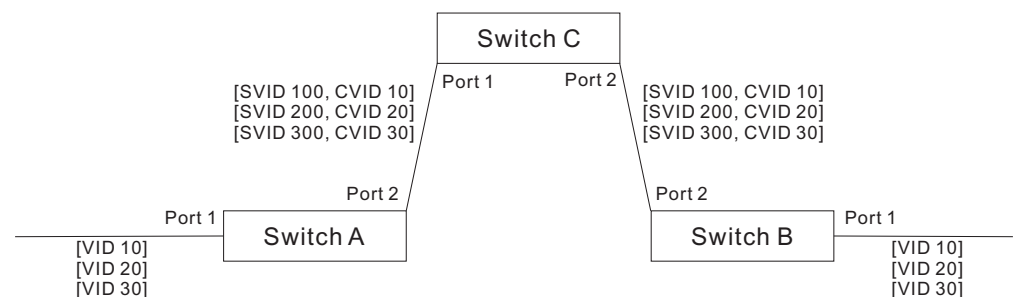 Switch C
Port 1
Port 2
[SVID 100, CVID 10]
[SVID 200, CVID 20]
[SVID 300, CVID 30]
[SVID 100, CVID 10]
[SVID 200, CVID 20]
[SVID 300, CVID 30]
Port 2
Port 2
Port 1
Switch A
Switch B
Port 1
[VID 10]
[VID 20]
[VID 30]
[VID 10]
[VID 20]
[VID 30]